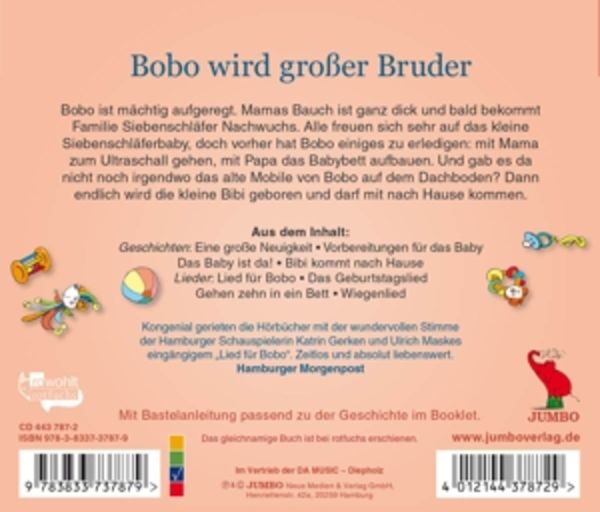 Bobo wird großer Bruder
Bobo ist mächtig aufgeregt. Mamas Bauch ist ganz dick und bald bekommt
Familie Siebenschläfer Nachwuchs. Alle freuen sich sehr auf das kleine
Siebenschläferbaby, doch vorher hat Bobo einiges zu erledigen: mit Mama
zum Ultraschall gehen, mit Papa das Babybett aufbauen. Und gab es da
nicht noch irgendwo das alte Mobile von Bobo auf dem Dachboden? Dann
endlich wird die kleine Bibi geboren und darf mit nach Hause kommen.
Aus dem Inhalt:
Geschichten: Eine große Neuigkeit • Vorbereitungen für das Baby
Das Baby ist da! • Bibi kommt nach Hause
Lieder: Lied für Bobo • Das Geburtstagslied
Gehen zehn in ein Bett • Wiegenlied
Kongenial gerieten die Hörbücher mit der wundervollen Stimme
der Hamburger Schauspielerin Katrin Gerken und Ulrich Maskes
eingängigem „Lied für Bobo“. Zeitlos und absolut liebenswert.
Hamburger Morgenpost
Mit Bastelanleitung passend zu der Geschichte im Booklet.
JUMBO
CD 443 787-2
ISBN 978-3-8337-3787-9
Das gleichnamige Buch ist bei rotfuchs erschienen.
www.jumboverlag.de
Im Vertrieb der DA MUSIC – Diepholz
℗4© JUMBO Neue Medien & Verlag GmbH,
Henriettenstr. 42a, 20259 Hamburg
9 783833 737879 >
4 012144 378729 >